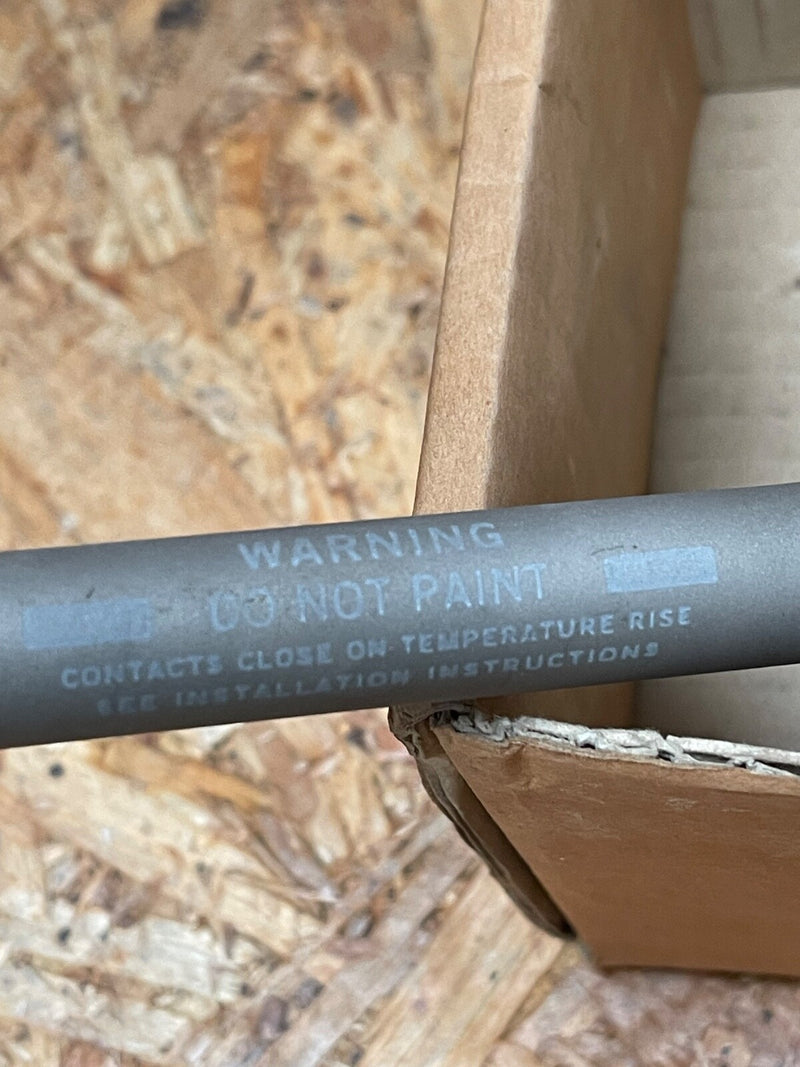 WARNING
DO NOT PAINT
CONTACTS CLOSE ON TEMPERATURE RISE
SEE INSTALLATION INSTRUCTIONS